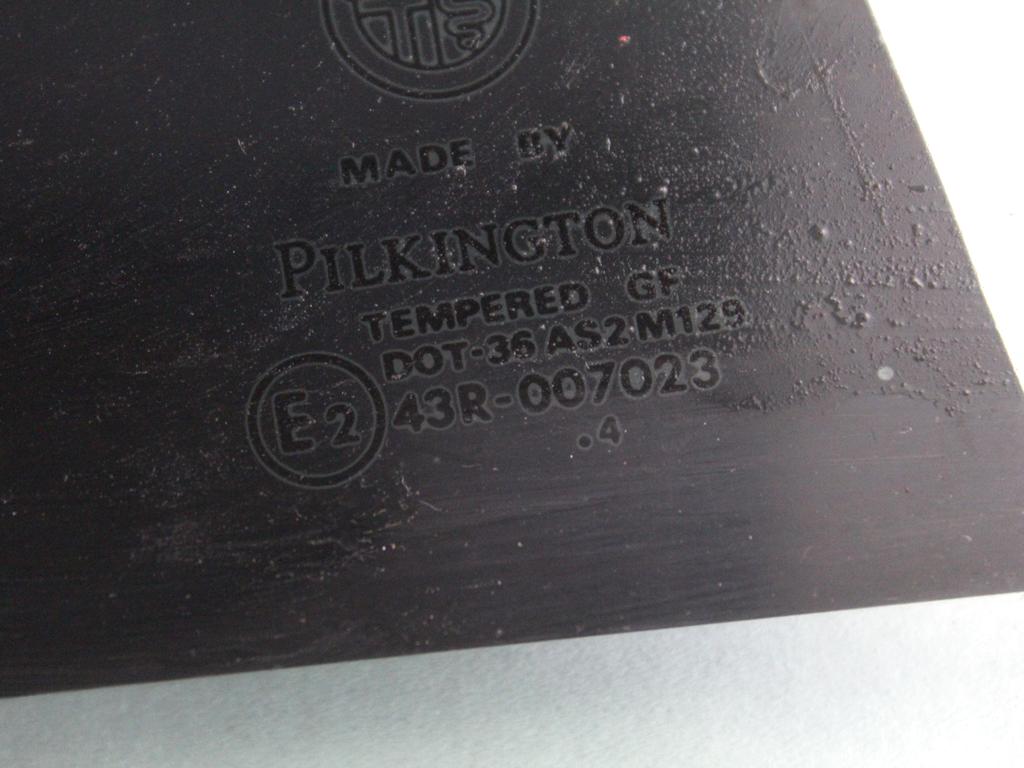 MADE BY
PILKINGTON
TEMPERED GF
DOT-36 AS2 M129
E2 43R-007023
.4